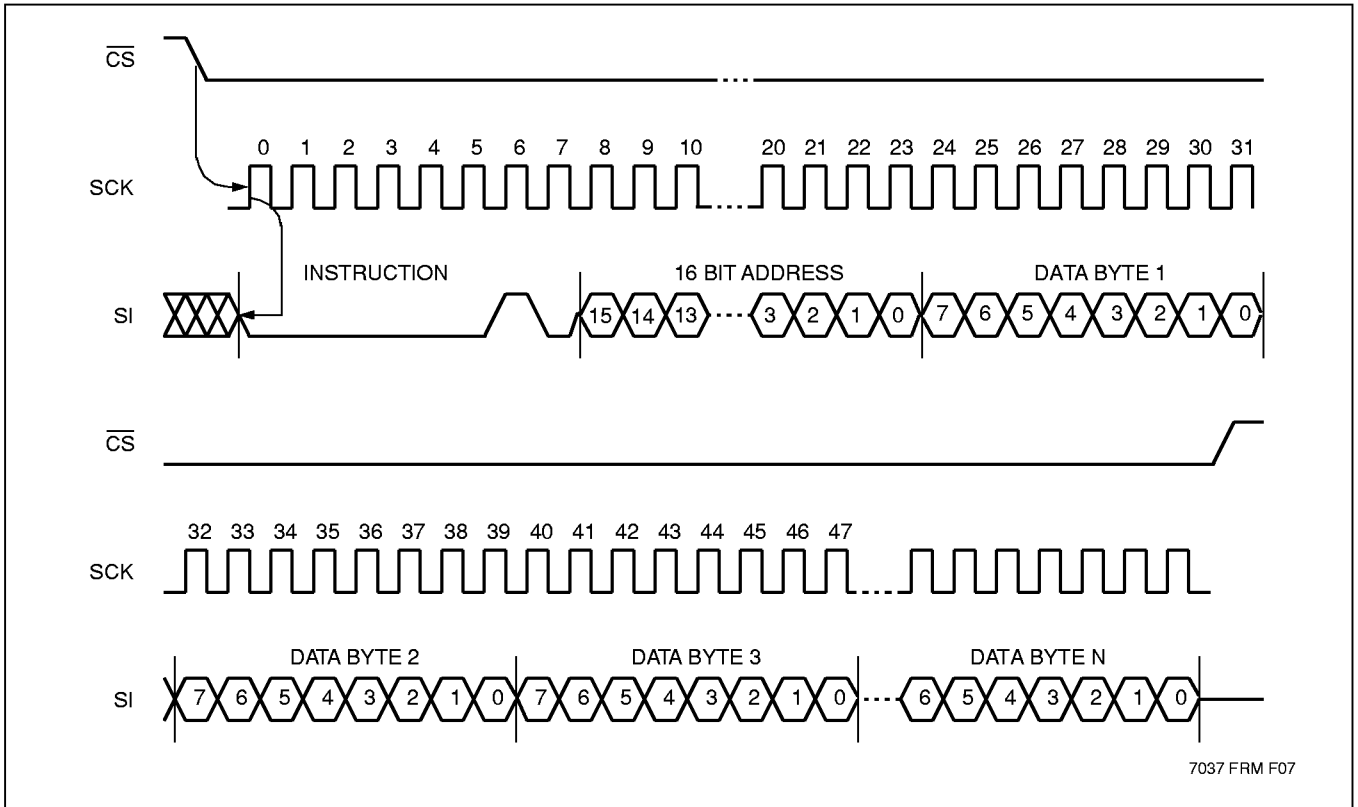 CS
0 1 2 3 4 5 6 7 8 9 10 20 21 22 23 24 25 26 27 28 29 30 31
SCK
INSTRUCTION 16 BIT ADDRESS DATA BYTE 1
SI 15 14 13 3 2 1 0 7 6 5 4 3 2 1 0
CS
32 33 34 35 36 37 38 39 40 41 42 43 44 45 46 47
SCK
DATA BYTE 2 DATA BYTE 3 DATA BYTE N
SI 7 6 5 4 3 2 1 0 7 6 5 4 3 2 1 0 6 5 4 3 2 1 0
7037 FRM F07